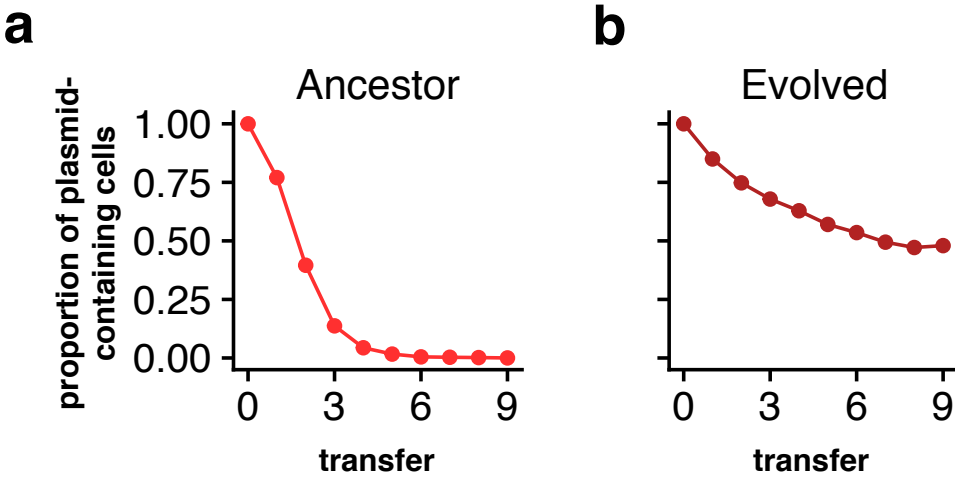 a
Ancestor
proportion of plasmid-
containing cells
1.00
0.75
0.50
0.25
0.00
0 3 6 9
transfer
b
Evolved
0 3 6 9
transfer